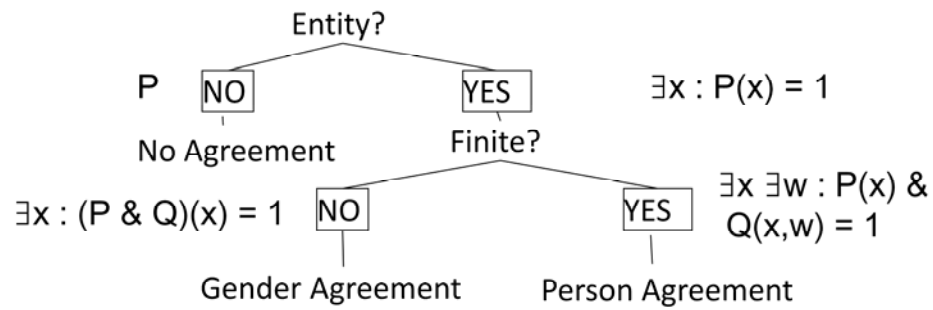 Entity?
P NO YES ∃x : P(x) = 1
No Agreement Finite?
∃x : (P & Q)(x) = 1 NO YES ∃x ∃w : P(x) &
Q(x,w) = 1
Gender Agreement Person Agreement